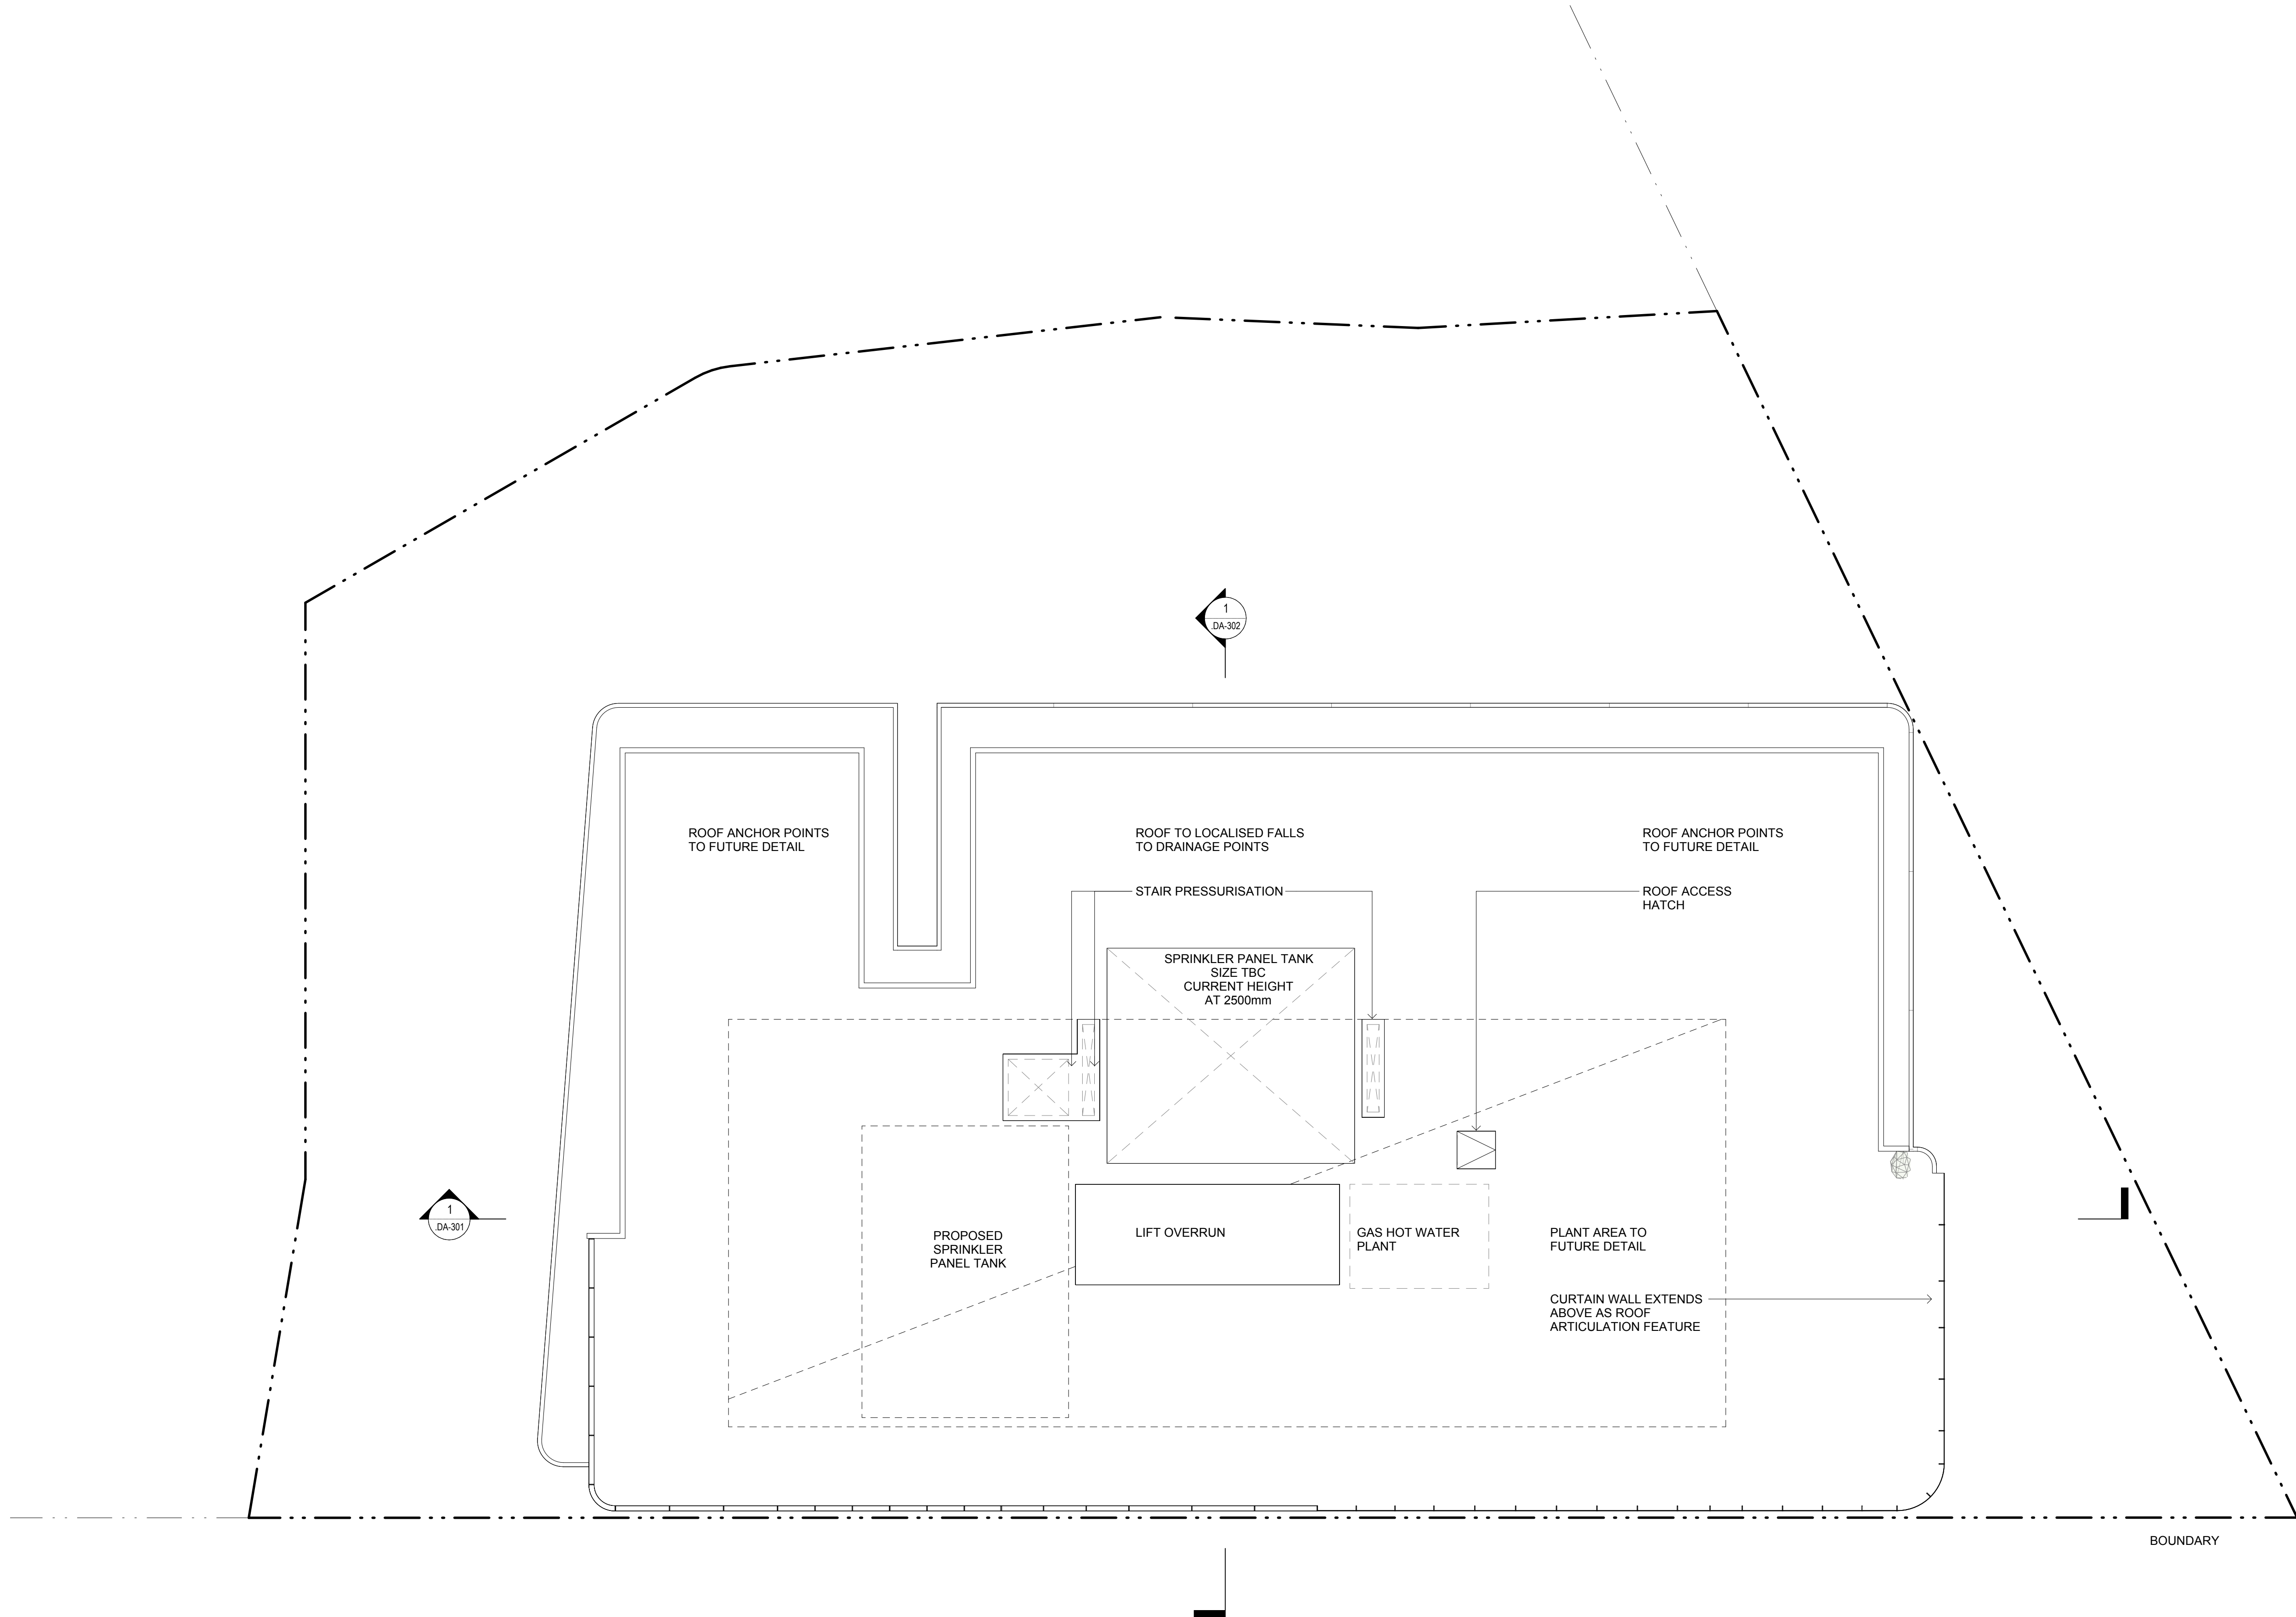 1
.DA-302
ROOF ANCHOR POINTS
TO FUTURE DETAIL
ROOF TO LOCALISED FALLS
TO DRAINAGE POINTS
ROOF ANCHOR POINTS
TO FUTURE DETAIL
STAIR PRESSURISATION
ROOF ACCESS
HATCH
SPRINKLER PANEL TANK
SIZE TBC
CURRENT HEIGHT
AT 2500mm
1
.DA-301
PROPOSED
SPRINKLER
PANEL TANK
LIFT OVERRUN
GAS HOT WATER
PLANT
PLANT AREA TO
FUTURE DETAIL
CURTAIN WALL EXTENDS
ABOVE AS ROOF
ARTICULATION FEATURE
BOUNDARY